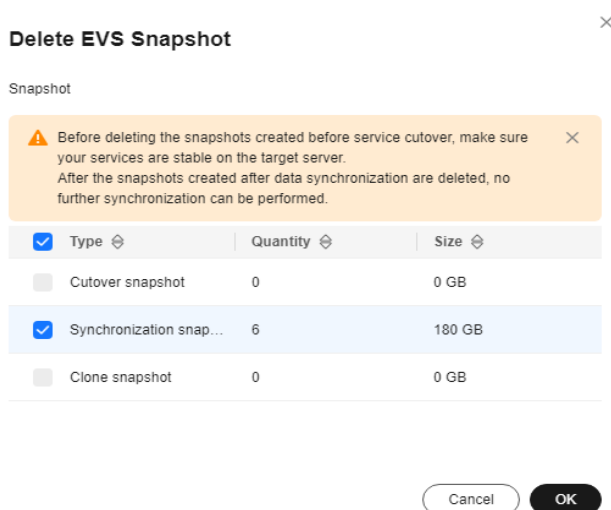 Delete EVS Snapshot
Snapshot
Before deleting the snapshots created before service cutover, make sure
your services are stable on the target server.
After the snapshots created after data synchronization are deleted, no
further synchronization can be performed.
Type Quantity Size
Cutover snapshot 0 0 GB
Synchronization snap... 6 180 GB
Clone snapshot 0 0 GB
Cancel OK